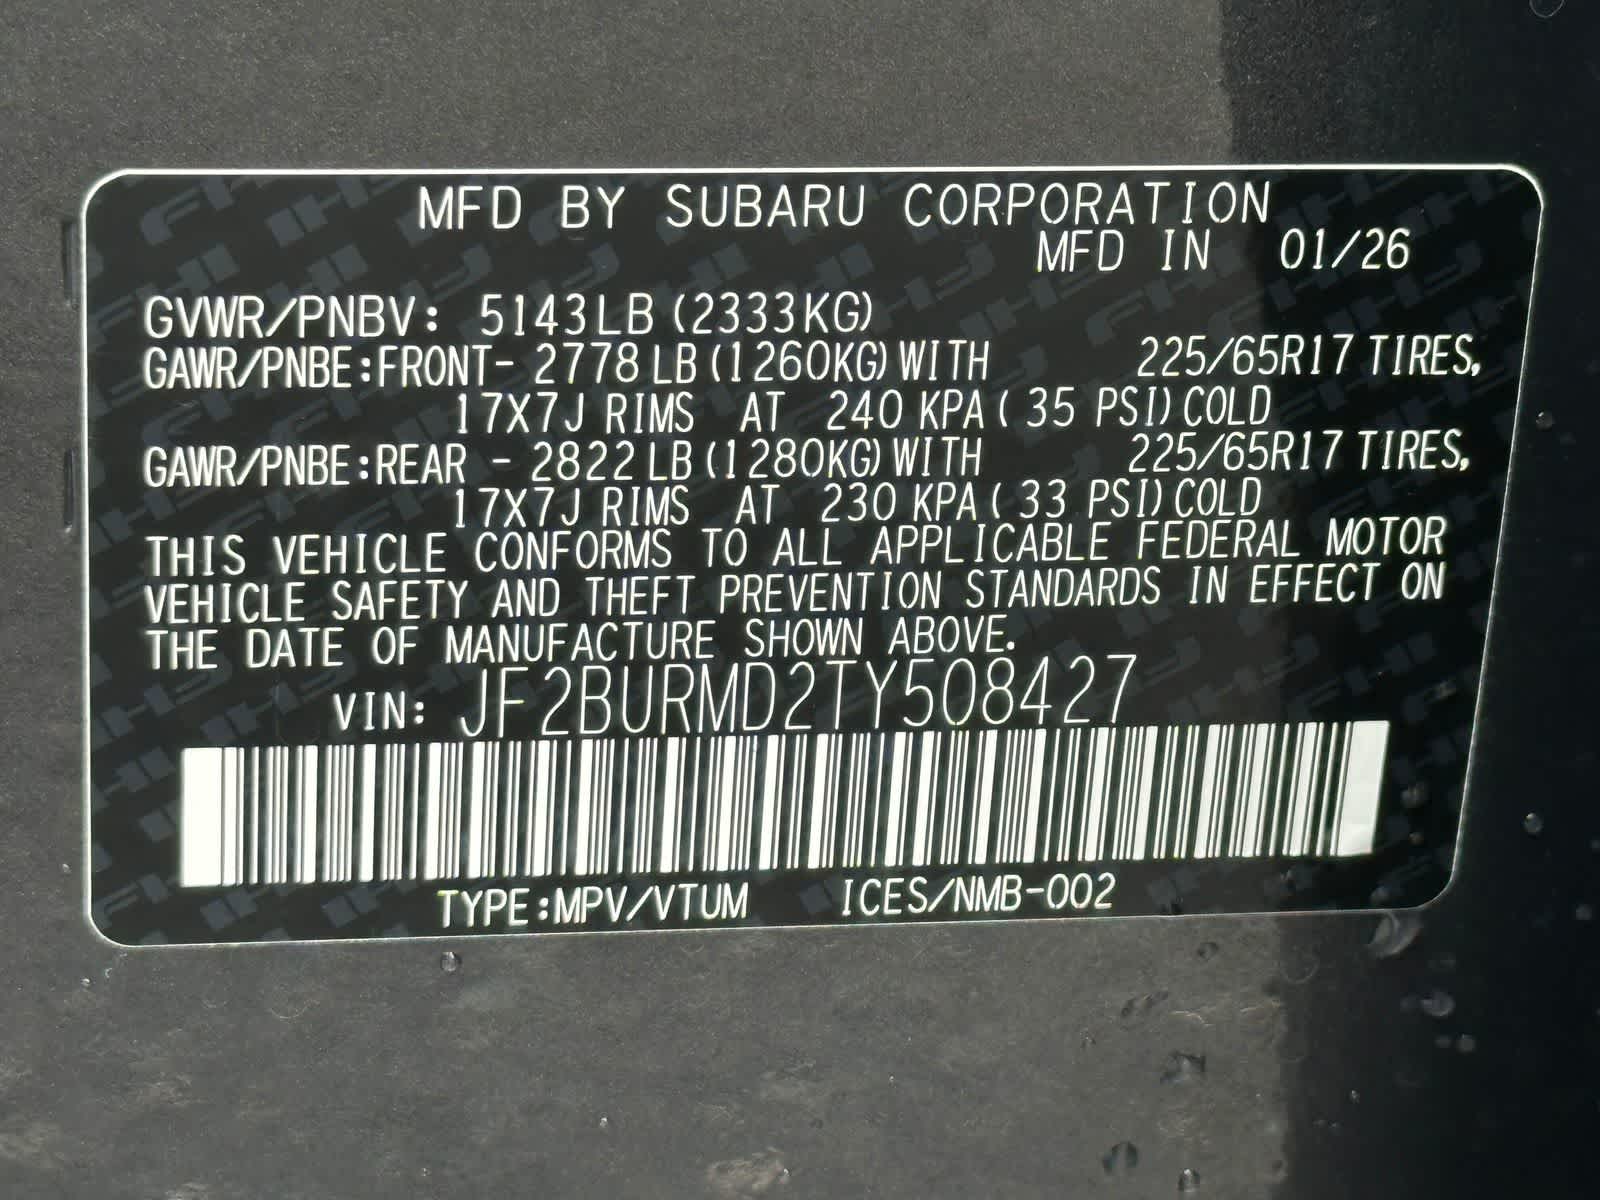 MFD BY SUBARU CORPORATION
MFD IN 01/26
GVWR/PNBV: 5143LB (2333KG)
GAWR/PNBE:FRONT- 2778 LB (1260KG) WITH 225/65R17 TIRES,
17X7J RIMS AT 240 KPA ( 35 PSI) COLD
GAWR/PNBE:REAR - 2822 LB (1280KG) WITH 225/65R17 TIRES,
17X7J RIMS AT 230 KPA ( 33 PSI) COLD
THIS VEHICLE CONFORMS TO ALL APPLICABLE FEDERAL MOTOR
VEHICLE SAFETY AND THEFT PREVENTION STANDARDS IN EFFECT ON
THE DATE OF MANUFACTURE SHOWN ABOVE.
VIN: JF2BURMD2TY508427
TYPE:MPV/VTUM ICES/NMB-002